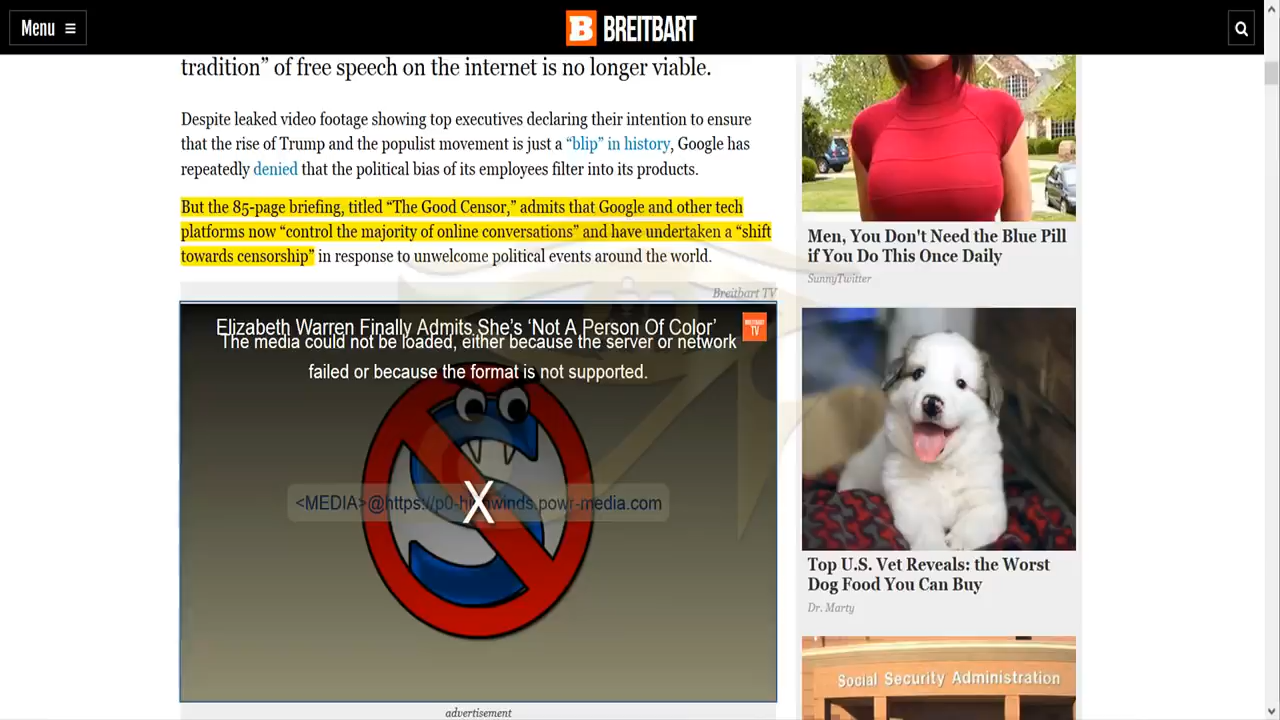 Menu
BREITBART
tradition” of free speech on the internet is no longer viable.
Despite leaked video footage showing top executives declaring their intention to ensure
that the rise of Trump and the populist movement is just a “blip” in history, Google has
repeatedly denied that the political bias of its employees filter into its products.
But the 85-page briefing, titled “The Good Censor,” admits that Google and other tech
platforms now “control the majority of online conversations” and have undertaken a “shift
towards censorship” in response to unwelcome political events around the world.
Breitbart TV
Elizabeth Warren Finally Admits She’s ‘Not A Person Of Color’
BREITBART
TV
The media could not be loaded, either because the server or network
failed or because the format is not supported.
X
advertisement
Men, You Don't Need the Blue Pill
if You Do This Once Daily
SunnyTwitter
Top U.S. Vet Reveals: the Worst
Dog Food You Can Buy
Dr. Marty
Social Security Administration